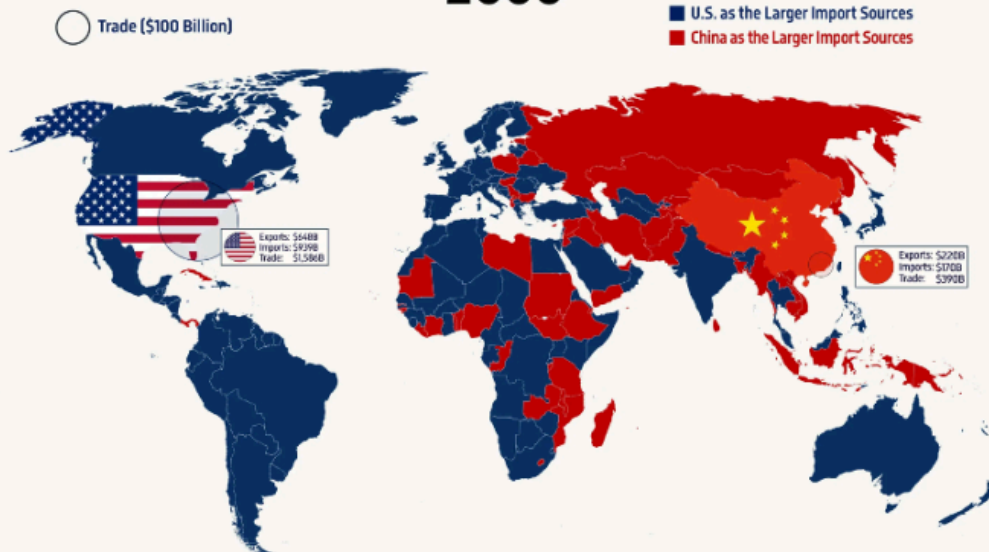 Trade ($100 Billion)
U.S. as the Larger Import Sources
China as the Larger Import Sources
Exports: $648B
Imports: $939B
Trade: $1,586B
Exports: $220B
Imports: $170B
Trade: $390B